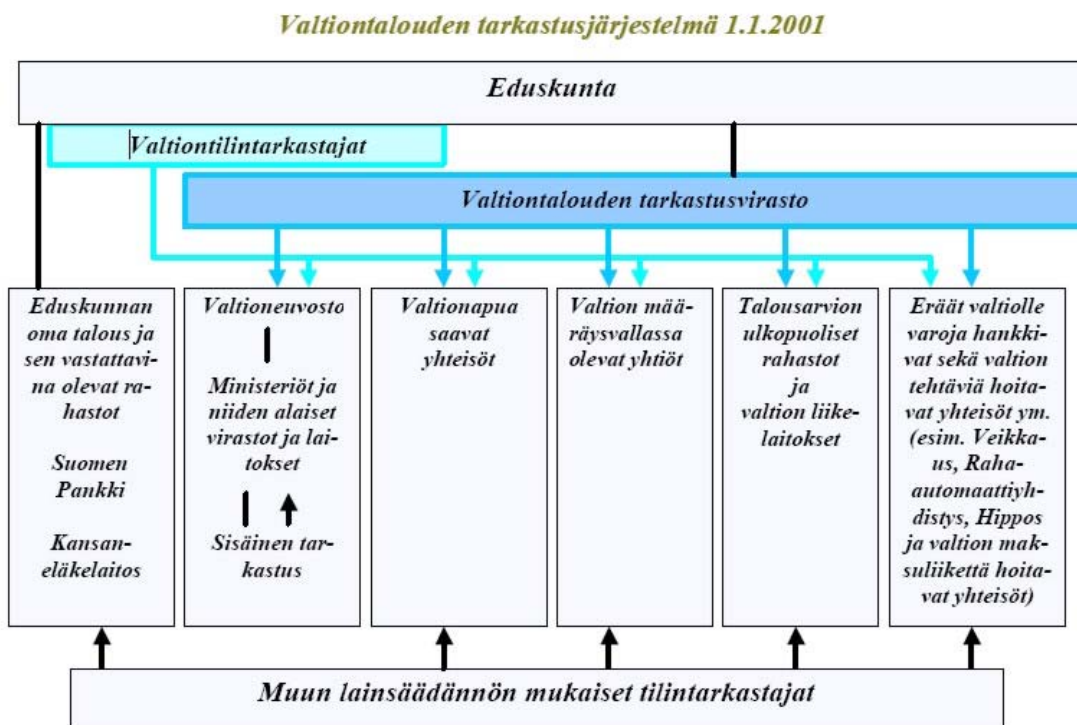 Valtiontalouden tarkastusjärjestelmä 1.1.2001
Eduskunta
Valtiontilintarkastajat
Valtiontalouden tarkastusvirasto
Eduskunnan
oma talous ja
sen vastattavi-
na olevat ra-
hastot
Suomen
Pankki
Kansan-
eläkelaitos
Valtioneuvosto
Ministeriöt ja
niiden alaiset
virastot ja lai-
tokset
Sisäinen tar-
kastus
Valtionapua
saavat
yhteisöt
Valtion mää-
räysvallassa
olevat yhtiöt
Talousarvion
ulkopuoliset
rahastot
ja
valtion liike-
laitokset
Eräät valtiolle
varoja hankki-
vat sekä valtion
tehtäviä hoita-
vat yhteisöt ym.
(esim. Veikka-
us, Raha-
automaattiyh-
distys, Hippos
ja valtion mak-
suliikettä hoita-
vat yhteisöt)
Muun lainsäädännön mukaiset tilintarkastajat